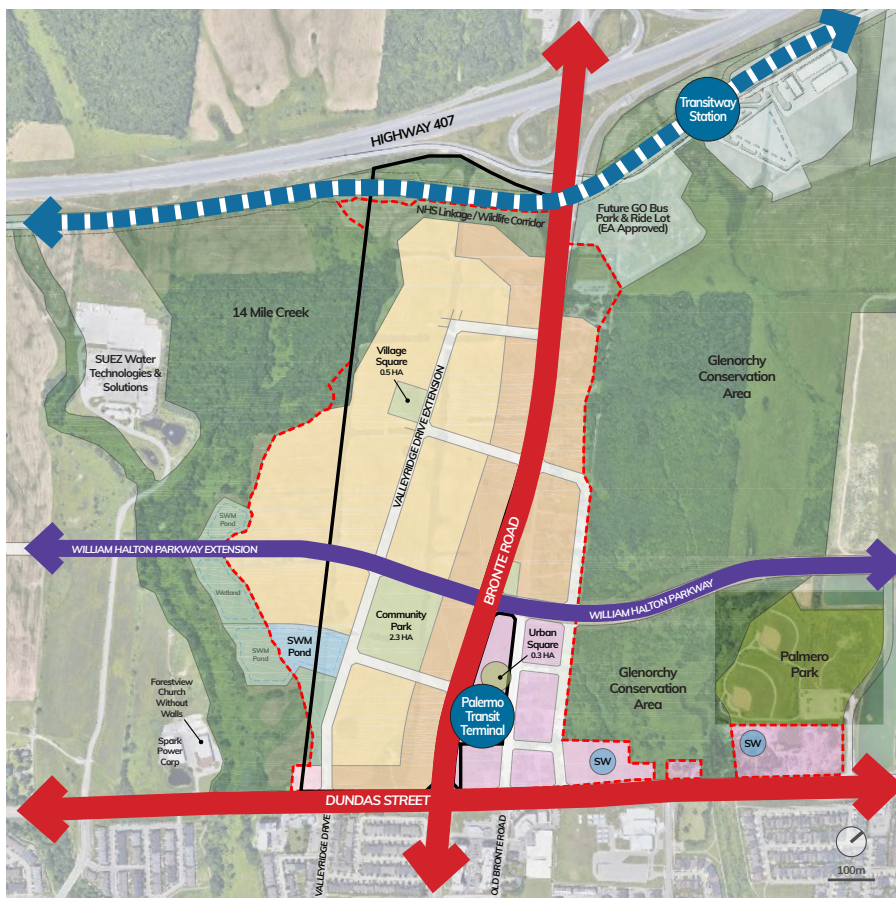 Transitway
Station
HIGHWAY 407
NHS Linkage / Wildlife Corridor
Future GO Bus
Park & Ride Lot
(EA Approved)
14 Mile Creek
SUEZ Water
Technologies &
Solutions
Village
Square
0.5 HA
Glenorchy
Conservation
Area
VALLEYRIDGE DRIVE EXTENSION
BRONTE ROAD
SWM
Pond
WILLIAM HALTON PARKWAY EXTENSION
WILLIAM HALTON PARKWAY
Wetland
Community
Park
2.3 HA
Urban
Square
0.3 HA
SWM
Pond
SWM
Pond
Glenorchy
Conservation
Area
Palmero
Park
Forestview
Church
Without
Walls
Spark
Power
Corp
Palermo
Transit
Terminal
SW
SW
DUNDAS STREET
VALLEYRIDGE DRIVE
OLD BRONTE ROAD
100m